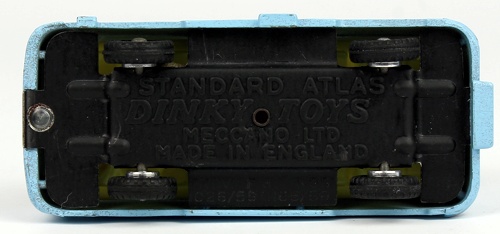 STANDARD ATLAS
DINKY TOYS
MECCANO LTD
MADE IN ENGLAND